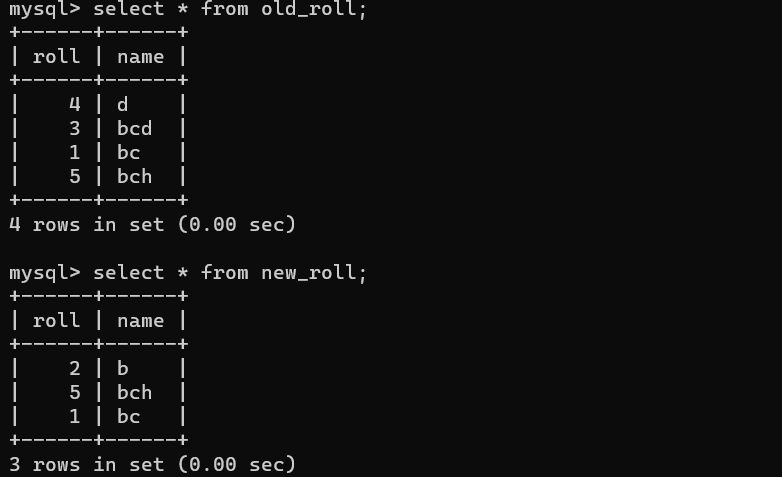 mysql> select * from old_roll;
+------+------+
| roll | name |
+------+------+
|    4 | d    |
|    3 | bcd  |
|    1 | bc   |
|    5 | bch  |
+------+------+
4 rows in set (0.00 sec)
mysql> select * from new_roll;
+------+------+
| roll | name |
+------+------+
|    2 | b    |
|    5 | bch  |
|    1 | bc   |
+------+------+
3 rows in set (0.00 sec)